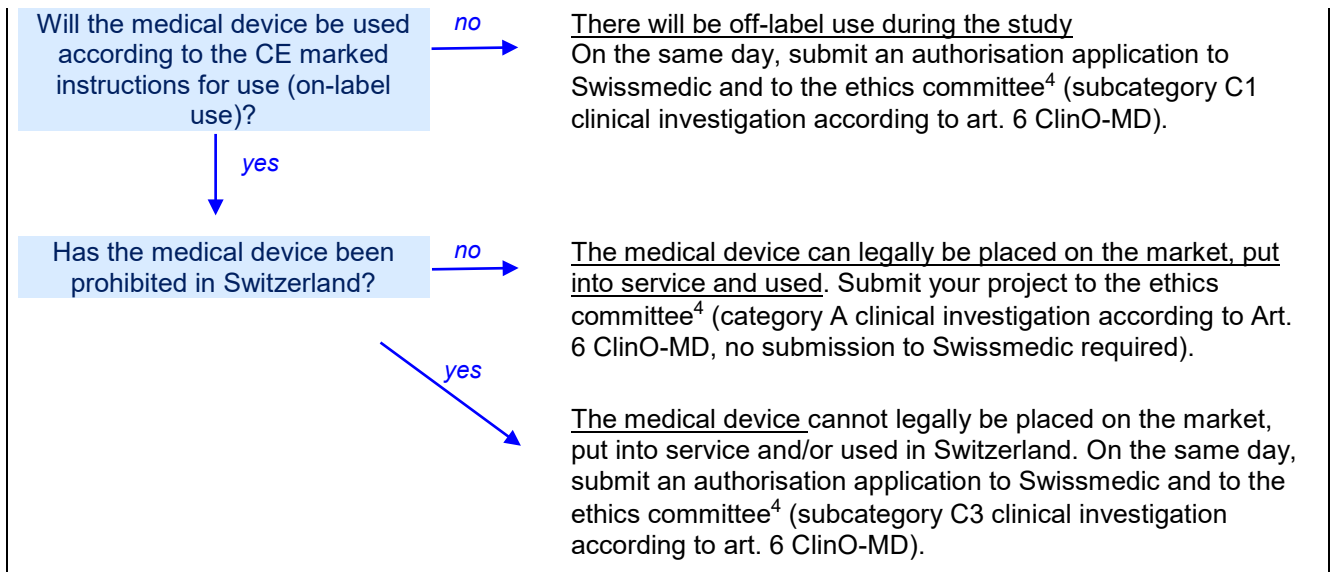 Will the medical device be used
according to the CE marked
instructions for use (on-label
use)?
no
There will be off-label use during the study
On the same day, submit an authorisation application to
Swissmedic and to the ethics committee4 (subcategory C1
clinical investigation according to art. 6 ClinO-MD).
yes
Has the medical device been
prohibited in Switzerland?
no
The medical device can legally be placed on the market, put
into service and used. Submit your project to the ethics
committee4 (category A clinical investigation according to Art.
6 ClinO-MD, no submission to Swissmedic required).
yes
The medical device cannot legally be placed on the market,
put into service and/or used in Switzerland. On the same day,
submit an authorisation application to Swissmedic and to the
ethics committee4 (subcategory C3 clinical investigation
according to art. 6 ClinO-MD).